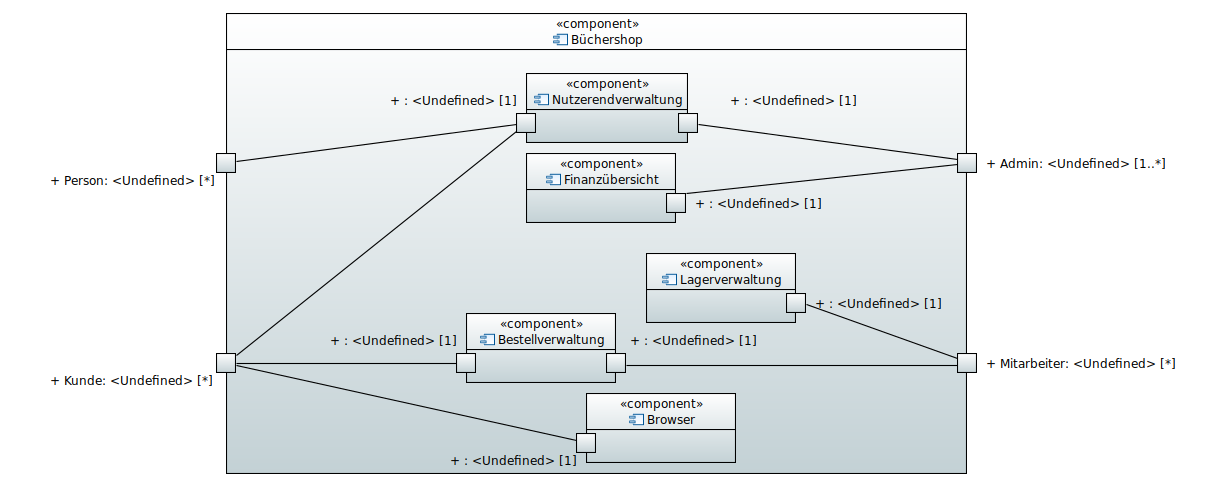 «component»
Büchershop
«component»
Nutzerendverwaltung
+ : <Undefined> [1]
+ : <Undefined> [1]
«component»
Finanzübersicht
+ Person: <Undefined> [*]
+ Admin: <Undefined> [1..*]
+ : <Undefined> [1]
«component»
Lagerverwaltung
+ : <Undefined> [1]
«component»
Bestellverwaltung
+ : <Undefined> [1]
+ : <Undefined> [1]
+ Kunde: <Undefined> [*]
+ Mitarbeiter: <Undefined> [*]
«component»
Browser
+ : <Undefined> [1]